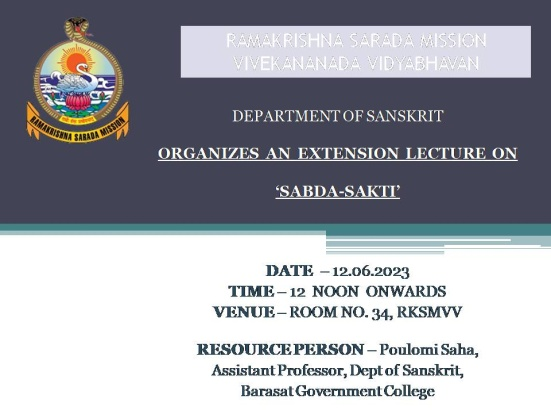 RAMAKRISHNA SARADA MISSION
VIVEKANANADA VIDYABHAVAN
RAMAKRISHNA SARADA MISSION
DEPARTMENT OF SANSKRIT
ORGANIZES AN EXTENSION LECTURE ON
‘SABDA-SAKTI’
DATE – 12.06.2023
TIME – 12 NOON ONWARDS
VENUE – ROOM NO. 34, RKSMVV
RESOURCE PERSON – Poulomi Saha,
Assistant Professor, Dept of Sanskrit,
Barasat Government College